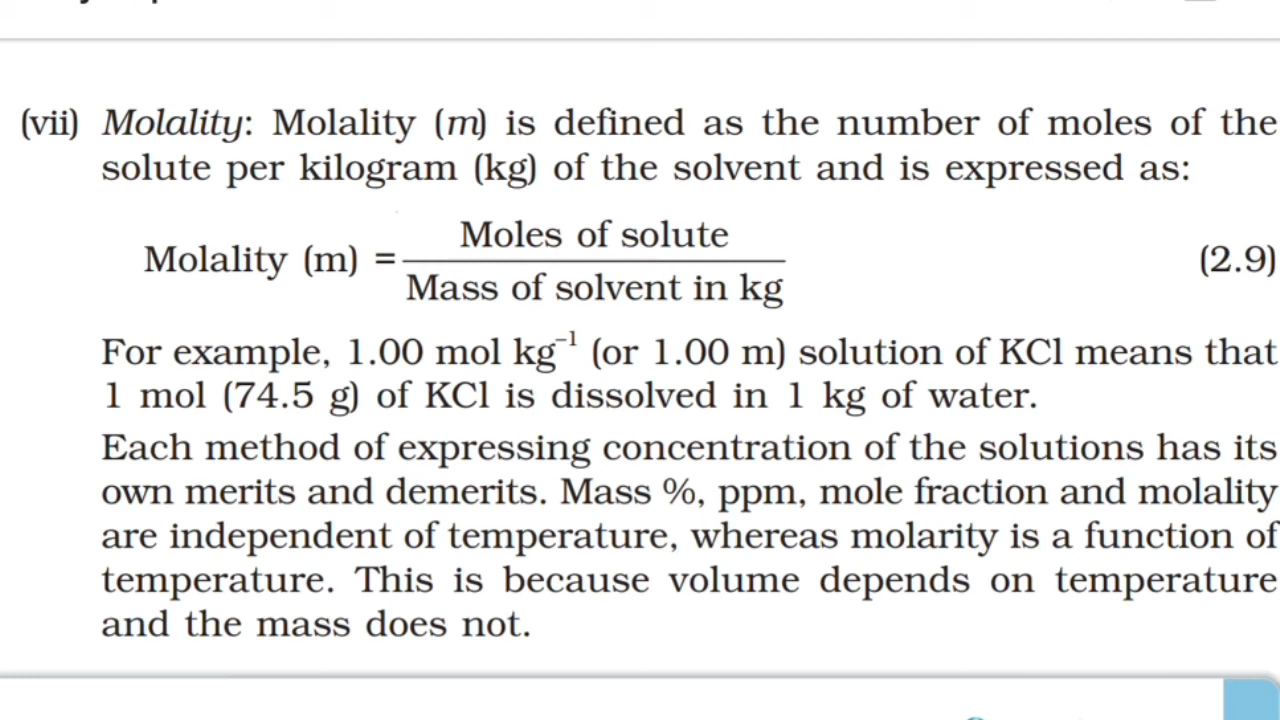 (vii) Molality: Molality (m) is defined as the number of moles of the
solute per kilogram (kg) of the solvent and is expressed as:
Moles of solute
Molality (m) = 
Mass of solvent in kg
(2.9)
For example, 1.00 mol kg⁻¹ (or 1.00 m) solution of KCl means that
1 mol (74.5 g) of KCl is dissolved in 1 kg of water.
Each method of expressing concentration of the solutions has its
own merits and demerits. Mass %, ppm, mole fraction and molality
are independent of temperature, whereas molarity is a function of
temperature. This is because volume depends on temperature
and the mass does not.